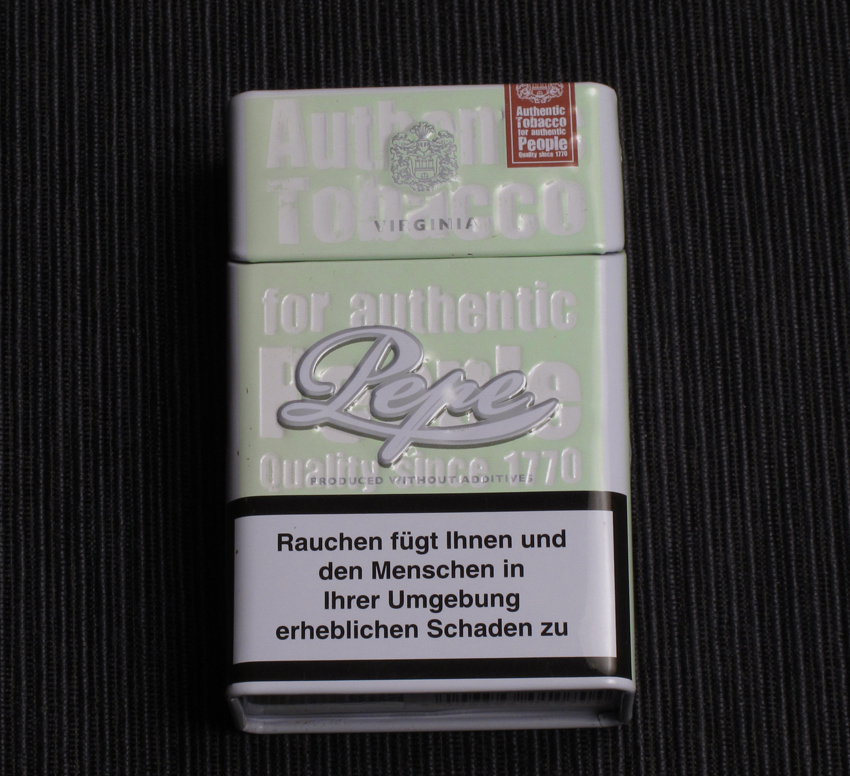 Authentic
Tobacco
for authentic
People
Quality since 1770
Authen
Tobacco
VIRGINIA
for authentic
People
Pepe
Quality since 1770
PRODUCED WITHOUT ADDITIVES
Rauchen fügt Ihnen und
den Menschen in
Ihrer Umgebung
erheblichen Schaden zu